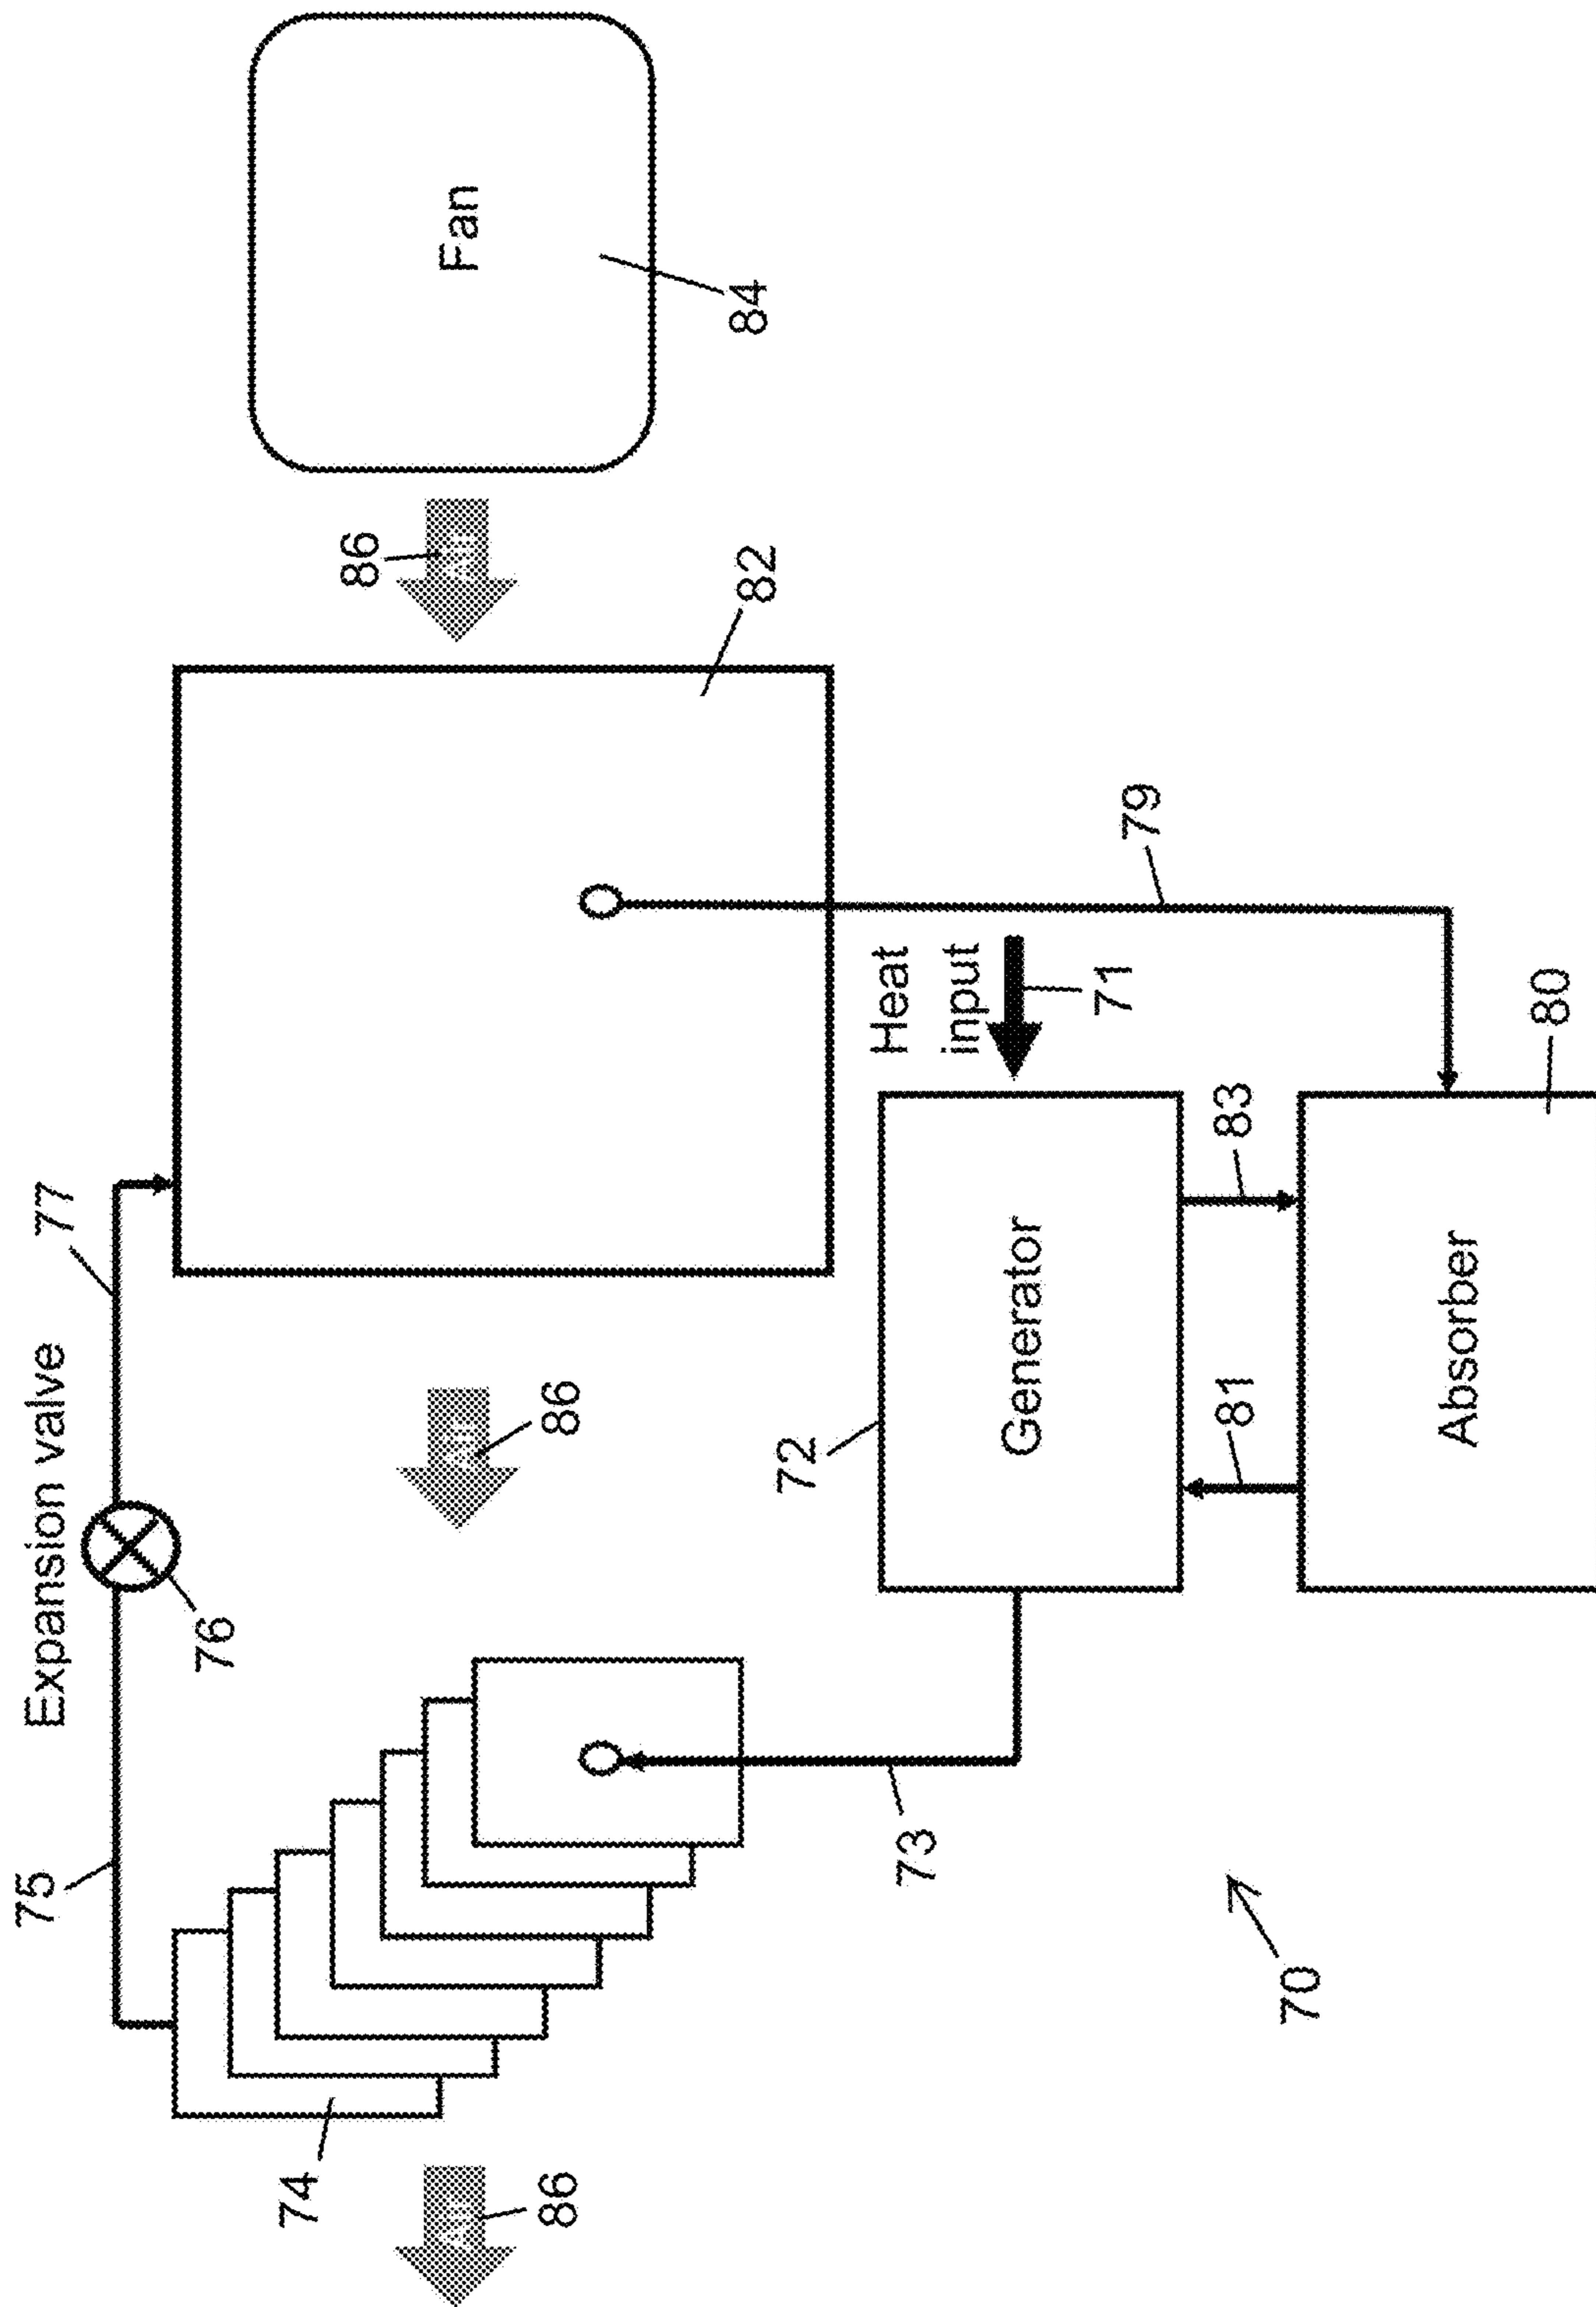 75
Expansion valve
77
76
74
86
Fan
86
86
84
82
72
Heat
input
73
Generator
71
79
81
83
70
Absorber
80